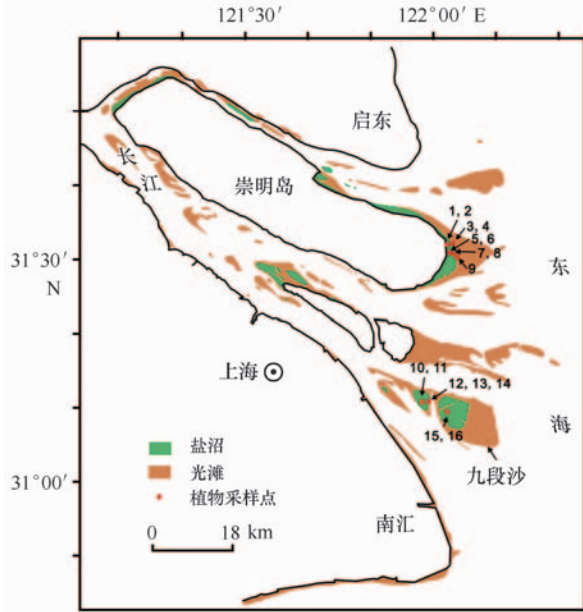 121°30′
122°00′ E
启东
长
江
崇明岛
1, 2
3, 4
5, 6
7, 8
9
31°30′
N
东
上海
10, 11
12, 13, 14
15, 16
海
盐沼
光滩
植物采样点
九段沙
31°00′
0
18 km
南汇